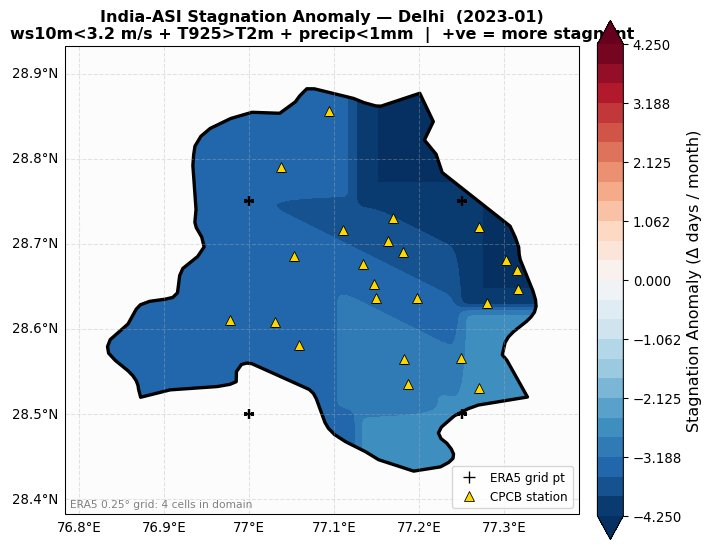 India-ASI Stagnation Anomaly — Delhi  (2023-01)
ws10m<3.2 m/s + T925>T2m + precip<1mm  |  +ve = more stagnant
28.9°N
28.8°N
28.7°N
28.6°N
28.5°N
28.4°N
76.8°E
76.9°E
77°E
77.1°E
77.2°E
77.3°E
ERA5 0.25° grid: 4 cells in domain
ERA5 grid pt
CPCB station
4.250
3.188
2.125
1.062
0.000
−1.062
−2.125
−3.188
−4.250
Stagnation Anomaly (Δ days / month)